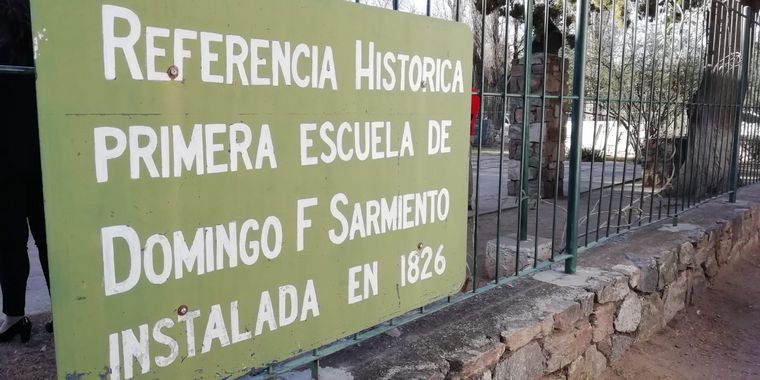 REFERENCIA HISTORICA
PRIMERA ESCUELA DE
DOMINGO F SARMIENTO
INSTALADA EN 1826